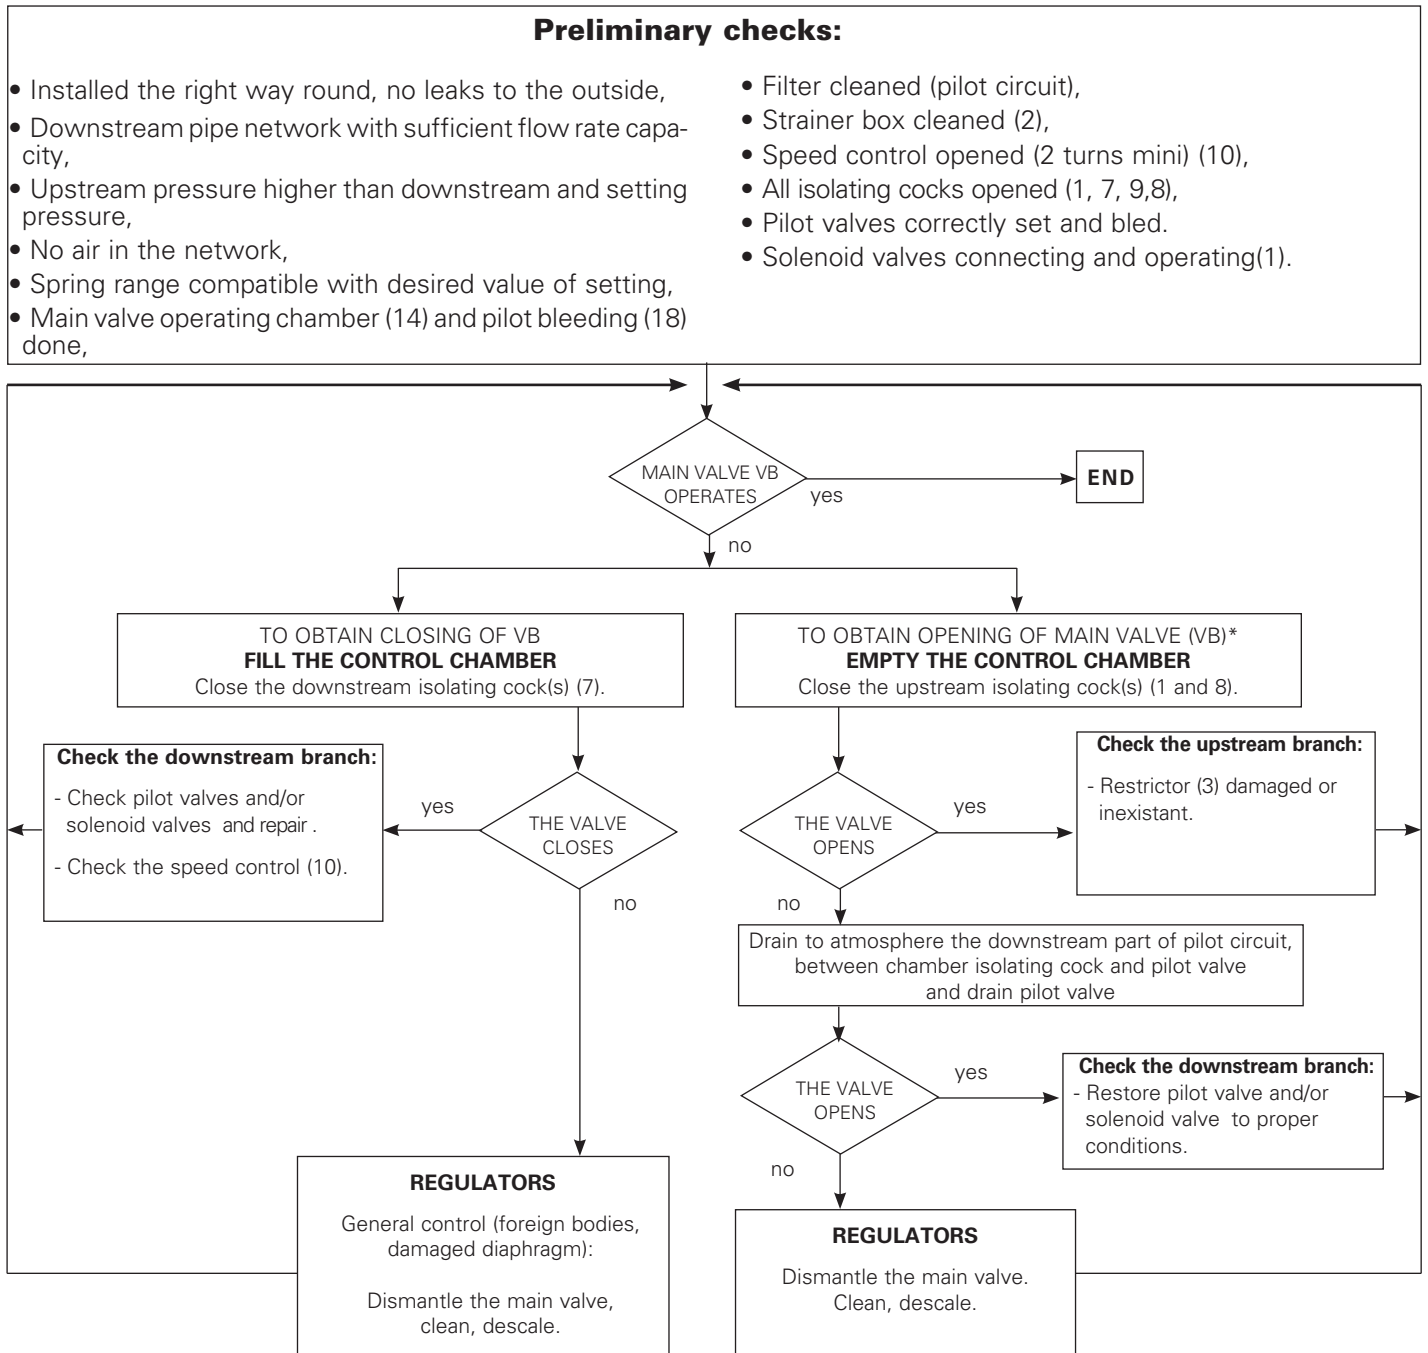 Preliminary checks:
• Installed the right way round, no leaks to the outside,
• Downstream pipe network with sufficient flow rate capa-
city,
• Upstream pressure higher than downstream and setting
pressure,
• No air in the network,
• Spring range compatible with desired value of setting,
• Main valve operating chamber (14) and pilot bleeding (18)
done,
• Filter cleaned (pilot circuit),
• Strainer box cleaned (2),
• Speed control opened (2 turns mini) (10),
• All isolating cocks opened (1, 7, 9,8),
• Pilot valves correctly set and bled.
• Solenoid valves connecting and operating(1).
MAIN VALVE VB
OPERATES
yes
END
no
TO OBTAIN CLOSING OF VB
FILL THE CONTROL CHAMBER
Close the downstream isolating cock(s) (7).
TO OBTAIN OPENING OF MAIN VALVE (VB)*
EMPTY THE CONTROL CHAMBER
Close the upstream isolating cock(s) (1 and 8).
Check the downstream branch:
- Check pilot valves and/or
solenoid valves and repair .
- Check the speed control (10).
yes
THE VALVE
CLOSES
no
THE VALVE
OPENS
yes
Check the upstream branch:
- Restrictor (3) damaged or
inexistant.
no
Drain to atmosphere the downstream part of pilot circuit,
between chamber isolating cock and pilot valve
and drain pilot valve
THE VALVE
OPENS
yes
Check the downstream branch:
- Restore pilot valve and/or
solenoid valve to proper
conditions.
no
REGULATORS
General control (foreign bodies,
damaged diaphragm):
Dismantle the main valve,
clean, descale.
REGULATORS
Dismantle the main valve.
Clean, descale.